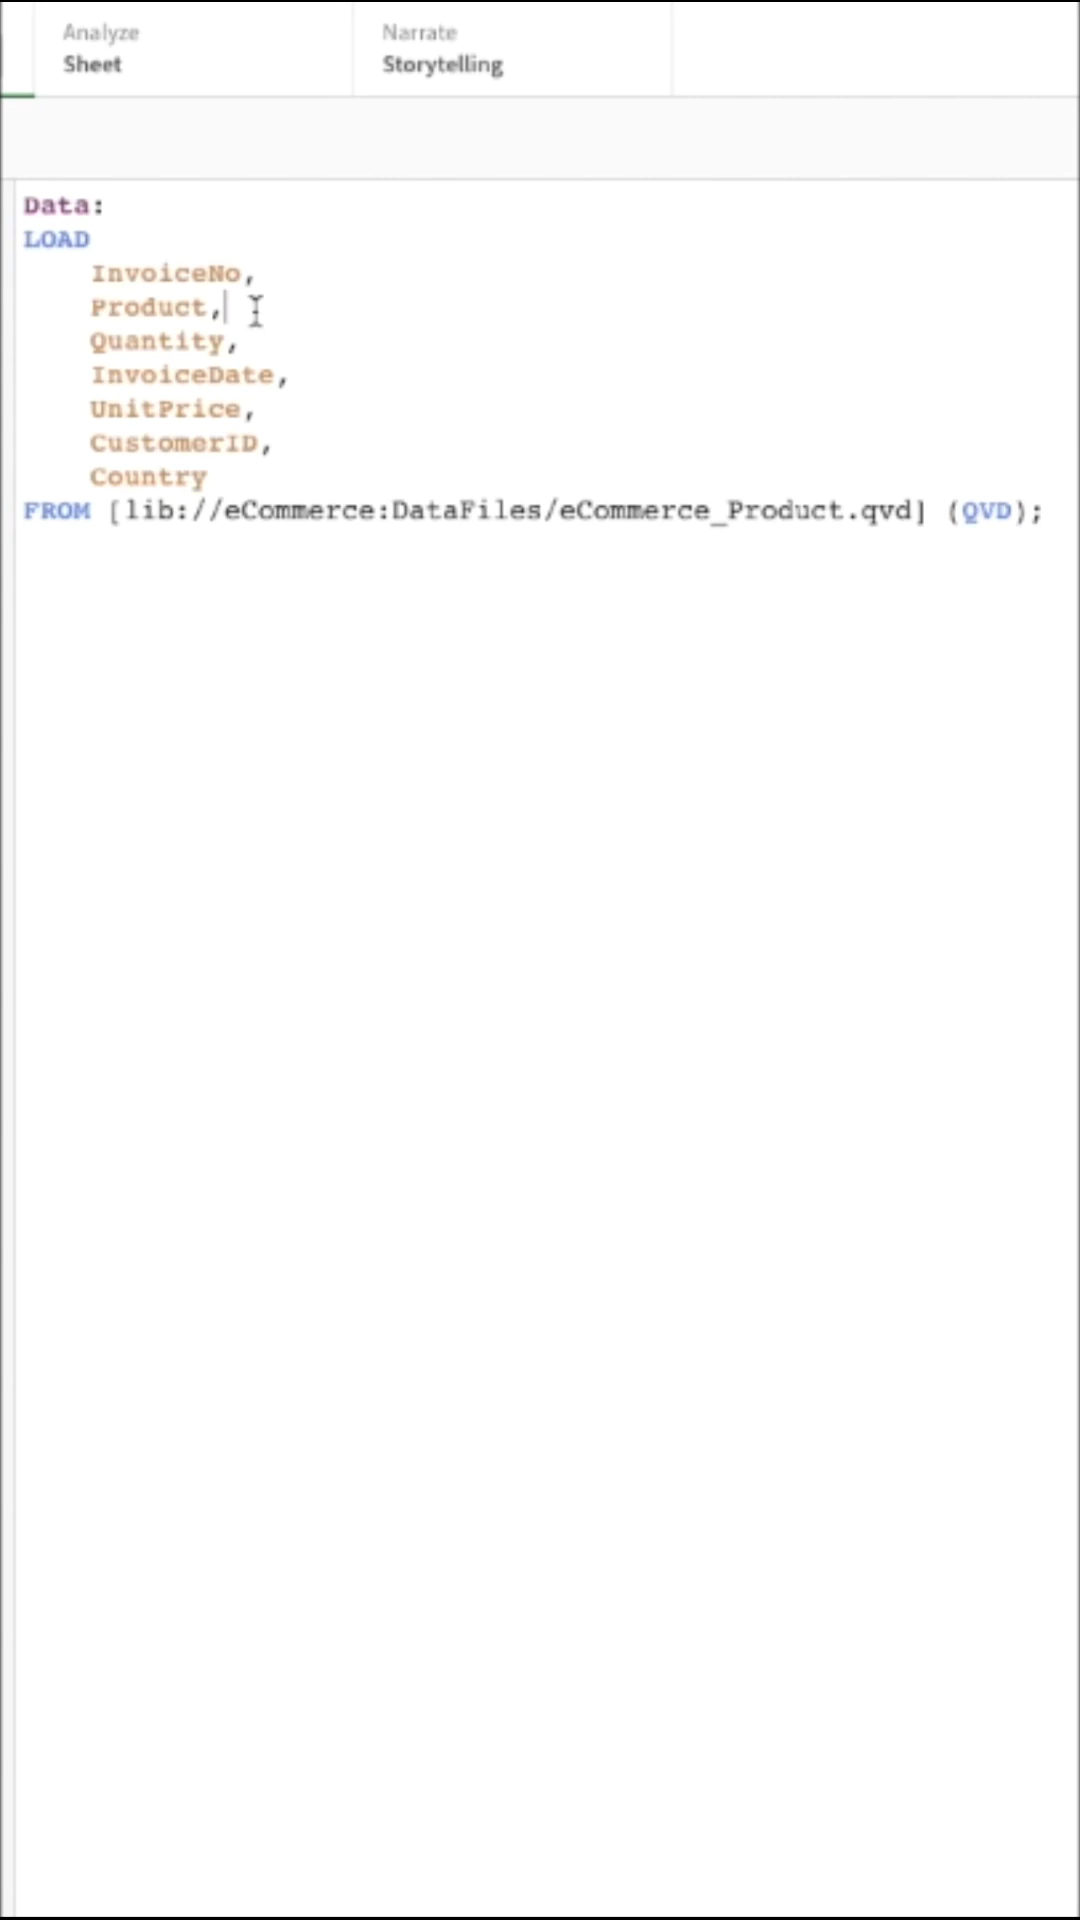 Analyze
Sheet
Narrate
Storytelling
Data:
LOAD
InvoiceNo,
Product,
Quantity,
InvoiceDate,
UnitPrice,
CustomerID,
Country
FROM [lib://eCommerce:DataFiles/eCommerce_Product.qvd] (QVD);